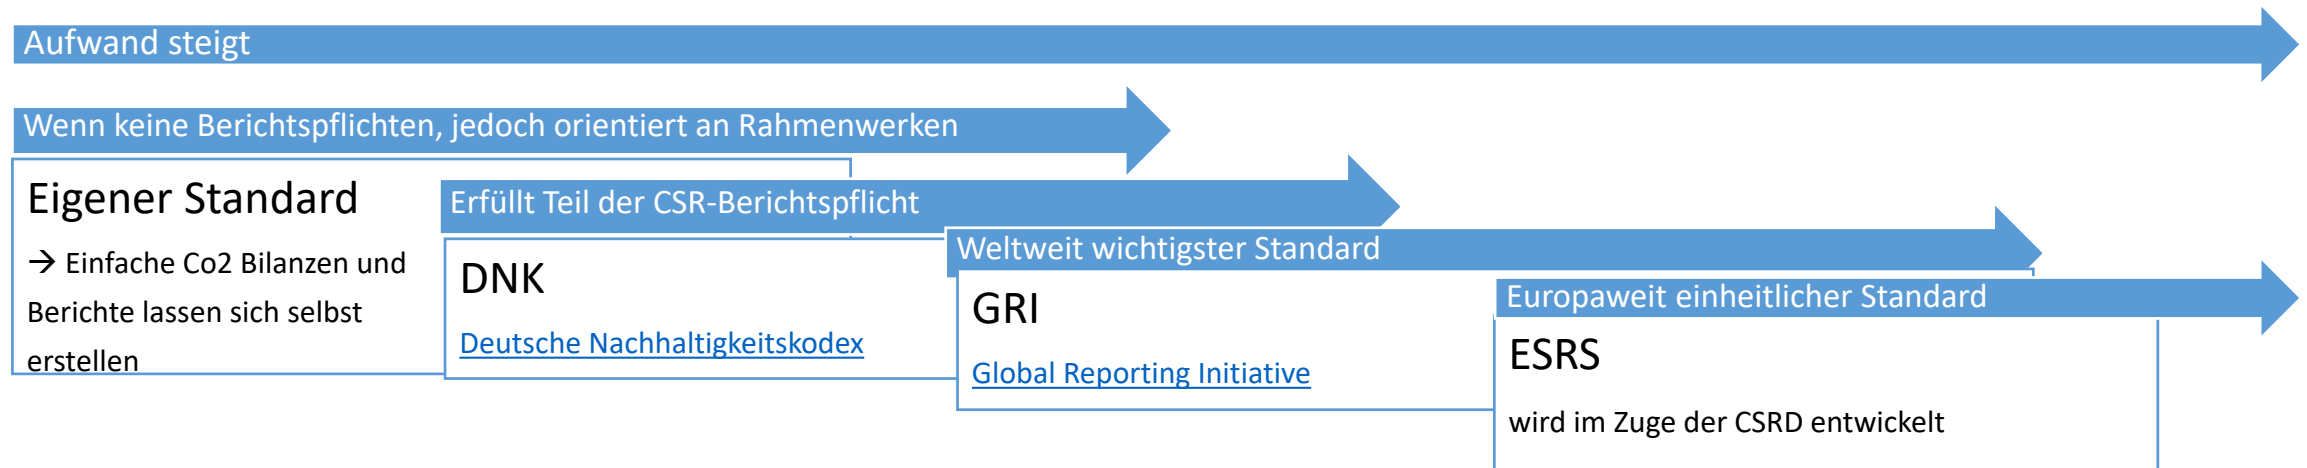 Aufwand steigt
Wenn keine Berichtspflichten, jedoch orientiert an Rahmenwerken
Eigener Standard
→ Einfache Co2 Bilanzen und
Berichte lassen sich selbst
erstellen
Erfüllt Teil der CSR-Berichtspflicht
DNK
Deutsche Nachhaltigkeitskodex
Weltweit wichtigster Standard
GRI
Global Reporting Initiative
Europaweit einheitlicher Standard
ESRS
wird im Zuge der CSRD entwickelt